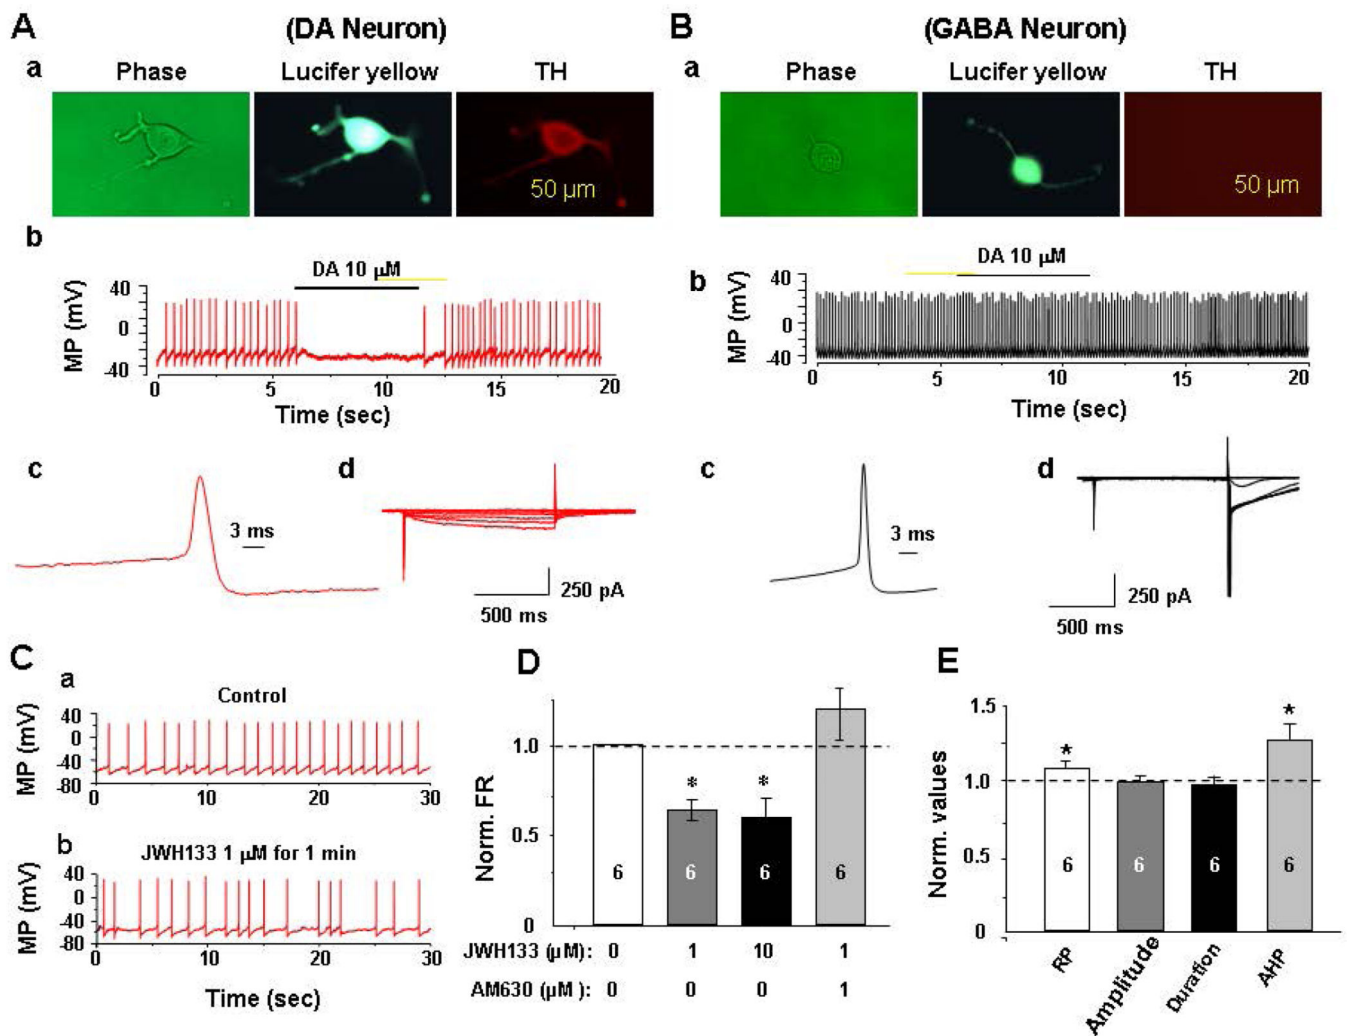 A (DA Neuron)
a Phase Lucifer yellow TH
50 µm
b
DA 10 µM
MP (mV)
40
0
-40
0 5 10 15 20
Time (sec)
c
3 ms
d
250 pA
500 ms
B (GABA Neuron)
a Phase Lucifer yellow TH
50 µm
b
DA 10 µM
MP (mV)
40
0
-40
0 5 10 15 20
Time (sec)
c
3 ms
d
250 pA
500 ms
C
a
Control
MP (mV)
40
0
-40
-80
0 10 20 30
b
JWH133 1 µM for 1 min
MP (mV)
40
0
-40
-80
0 10 20 30
Time (sec)
D
Norm. FR
1.0
0.5
0
* *
6 6 6 6
JWH133 (µM): 0 1 10 1
AM630 (µM ): 0 0 0 1
E
Norm. values
1.5
1.0
0.5
0
* *
6 6 6 6
RP Amplitude Duration AHP